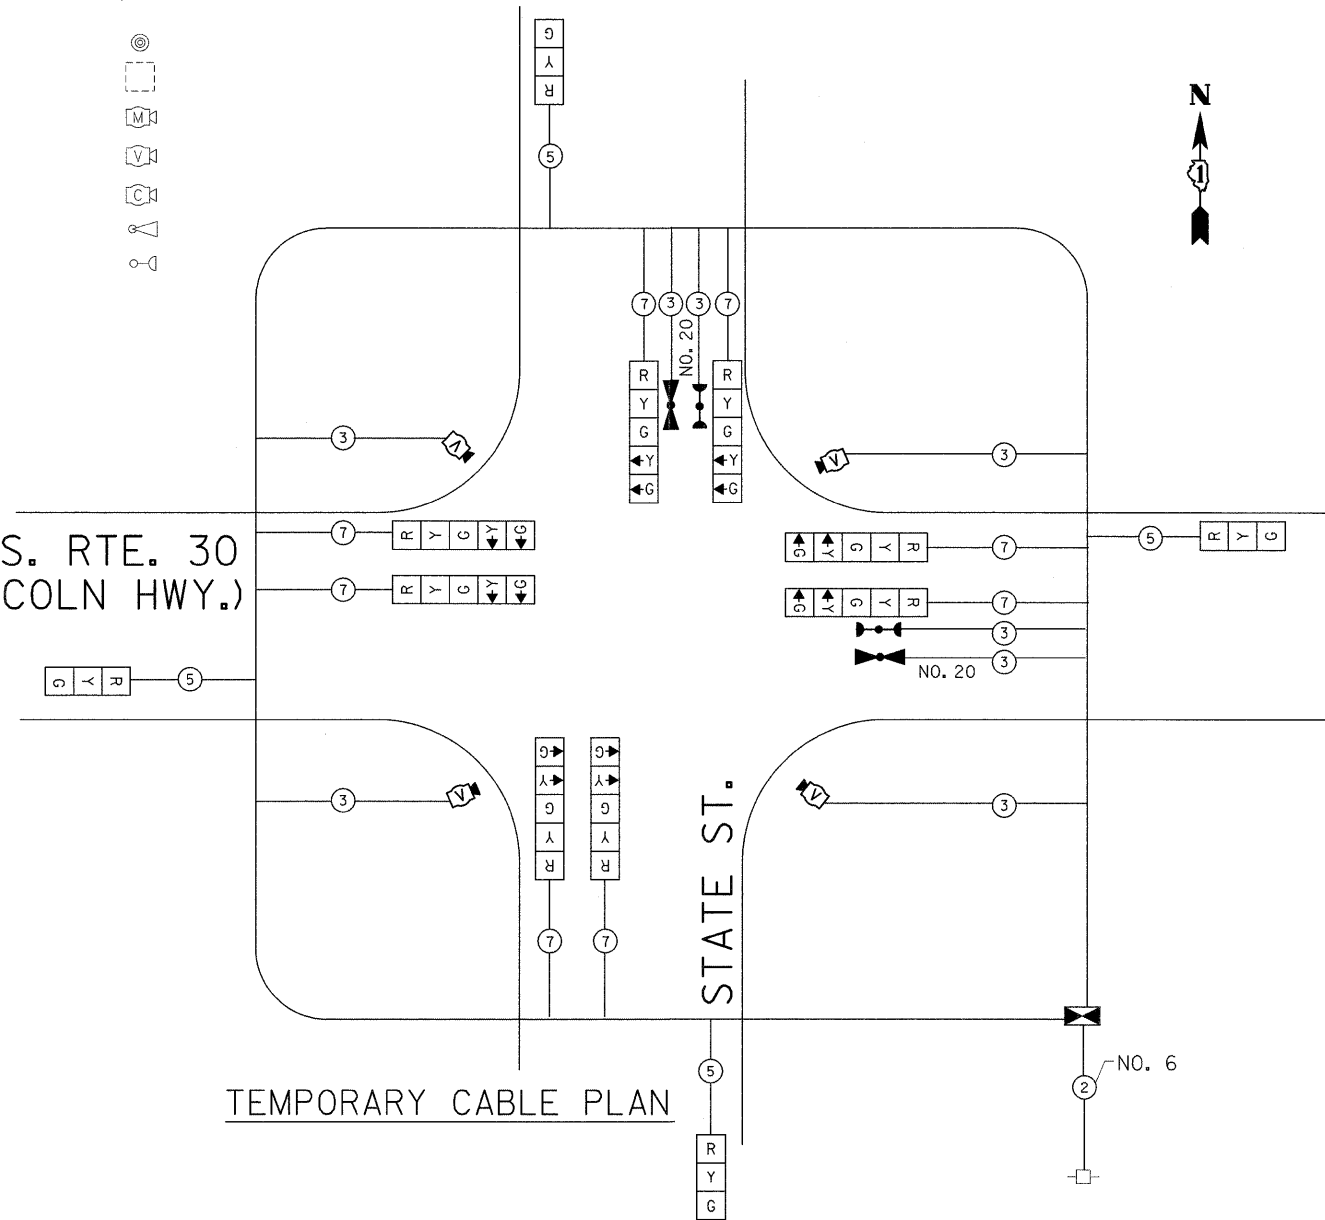 G
Y
R
N
1
M
5
V
C
7 3 3 7
NO. 20
R
Y
G
Y
G
R
Y
G
Y
G
3
V
V
3
S. RTE. 30
COLN HWY.)
7
R Y G Y G
G Y G Y R
7
5
R Y G
7
R Y G Y G
G Y G Y R
7
3
3
NO. 20
G Y R
5
3
V
V
3
G
Y
G
Y
R
G
Y
G
Y
R
7 7
STATE ST.
5
R
Y
G
2
NO. 6
TEMPORARY CABLE PLAN